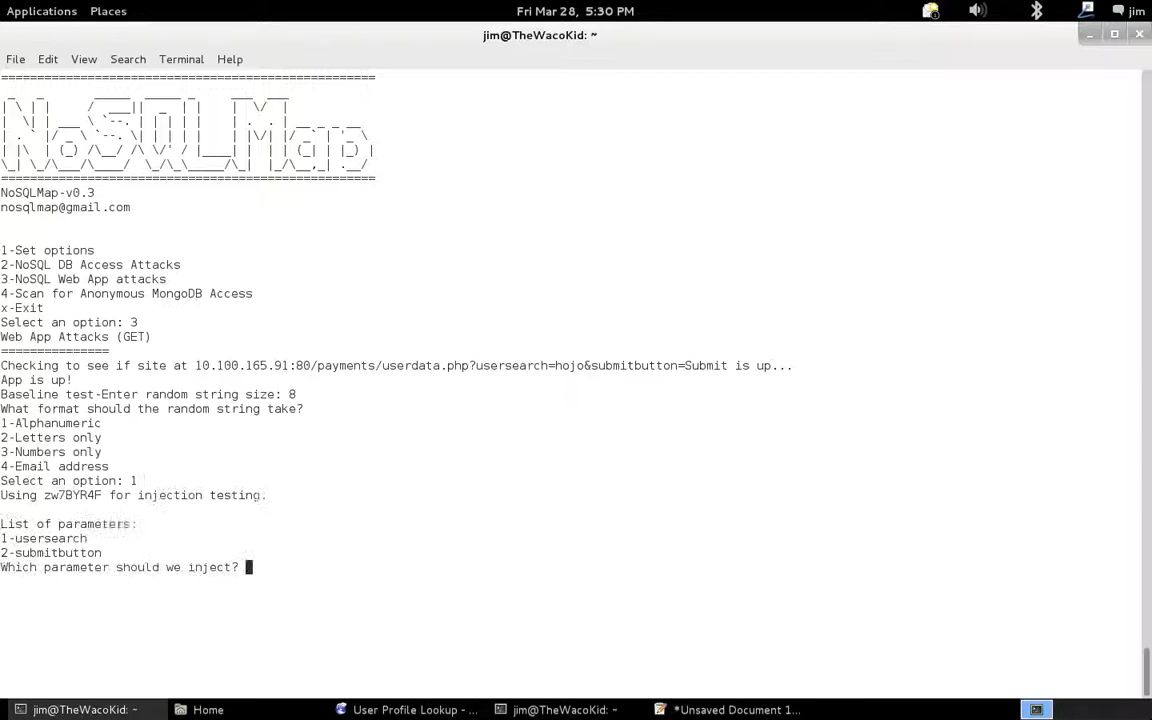 Applications Places Fri Mar 28, 5:30 PM jim
jim@TheWacoKid: ~
File Edit View Search Terminal Help
NoSQLMap
NoSQLMap-v0.3
nosqlmap@gmail.com
1-Set options
2-NoSQL DB Access Attacks
3-NoSQL Web App attacks
4-Scan for Anonymous MongoDB Access
x-Exit
Select an option: 3
Web App Attacks (GET)
===============
Checking to see if site at 10.100.165.91:80/payments/userdata.php?usersearch=hojo&submitbutton=Submit is up...
App is up!
Baseline test-Enter random string size: 8
What format should the random string take?
1-Alphanumeric
2-Letters only
3-Numbers only
4-Email address
Select an option: 1
Using zw7BYR4F for injection testing.
List of parameters:
1-usersearch
2-submitbutton
Which parameter should we inject?
jim@TheWacoKid: ~ Home User Profile Lookup - ... jim@TheWacoKid: ~ *Unsaved Document 1...